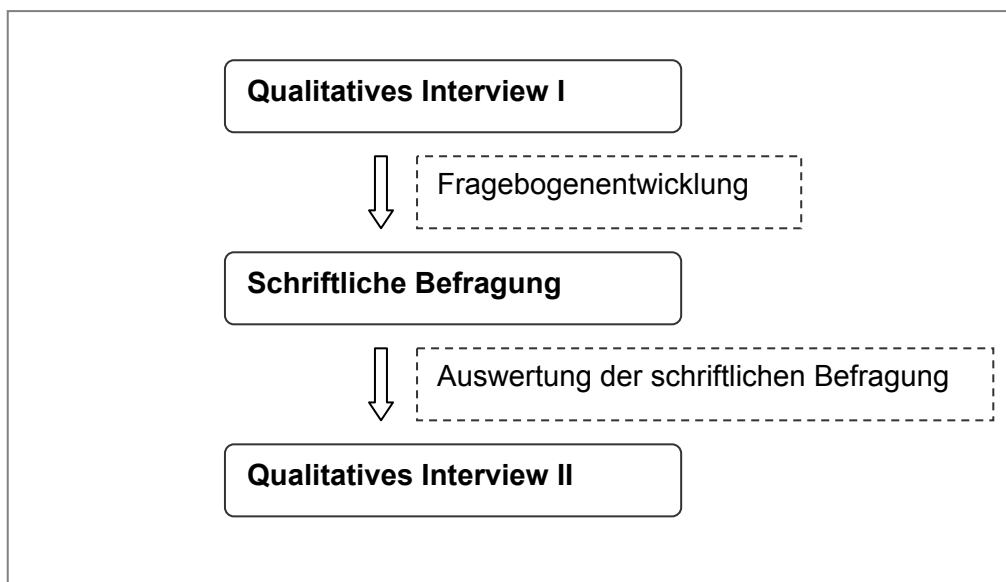 Qualitatives Interview I
Fragebogenentwicklung
Schriftliche Befragung
Auswertung der schriftlichen Befragung
Qualitatives Interview II